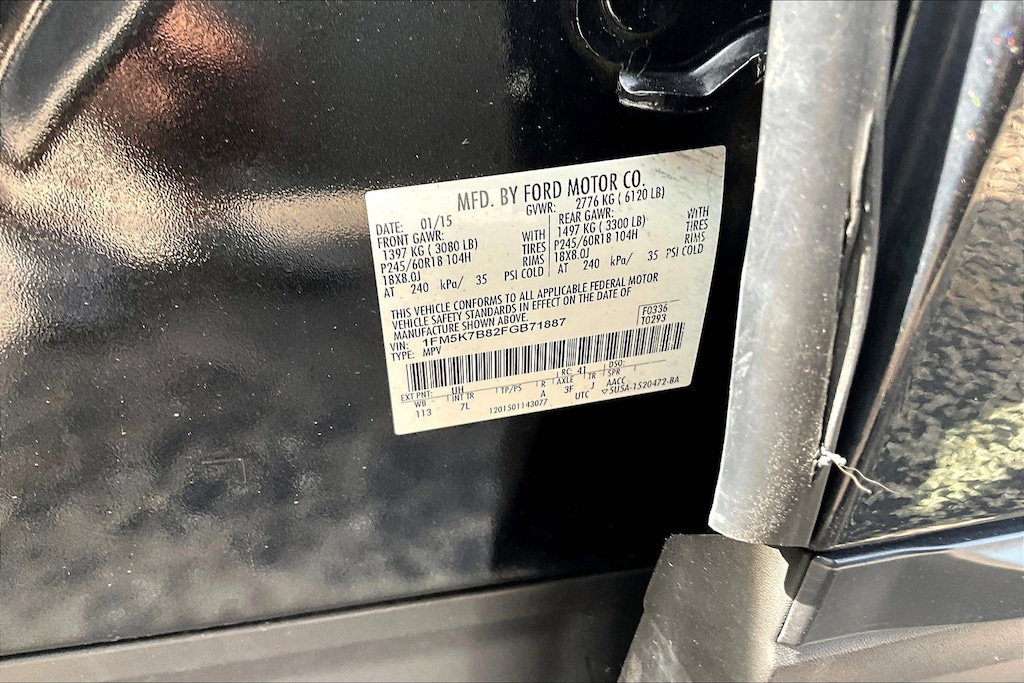 MFD. BY FORD MOTOR CO.
DATE: 01/15 GVWR: 2776 KG ( 6120 LB)
FRONT GAWR: REAR GAWR:
1397 KG ( 3080 LB) WITH 1497 KG ( 3300 LB) WITH
P245/60R18 104H TIRES P245/60R18 104H TIRES
18X8.0J RIMS 18X8.0J RIMS
AT 240 kPa/ 35 PSI COLD AT 240 kPa/ 35 PSI COLD
THIS VEHICLE CONFORMS TO ALL APPLICABLE FEDERAL MOTOR
VEHICLE SAFETY STANDARDS IN EFFECT ON THE DATE OF
MANUFACTURE SHOWN ABOVE. F0336
VIN: 1FM5K7B82FGB71887 T0293
TYPE: MPV
EXT PNT: UH RC: 41 DSO:
WB INT TR TP/PS R AXLE TR SPR
113 7L A 3F J AACC
1201501143077 UTC 5USA-1520472-BA